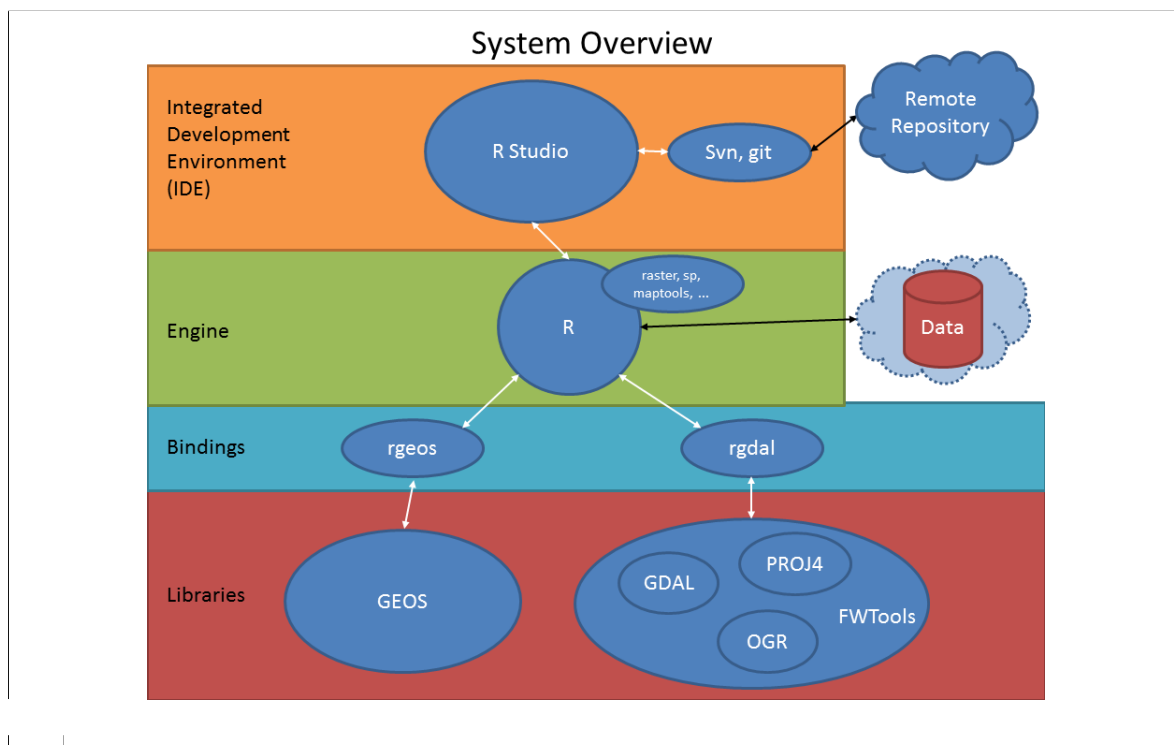 System Overview
Integrated
Development
Environment
(IDE)
R Studio
Svn, git
Remote
Repository
Engine
R
raster, sp,
maptools, ...
Data
Bindings
rgeos
rgdal
Libraries
GEOS
GDAL
PROJ4
OGR
FWTools